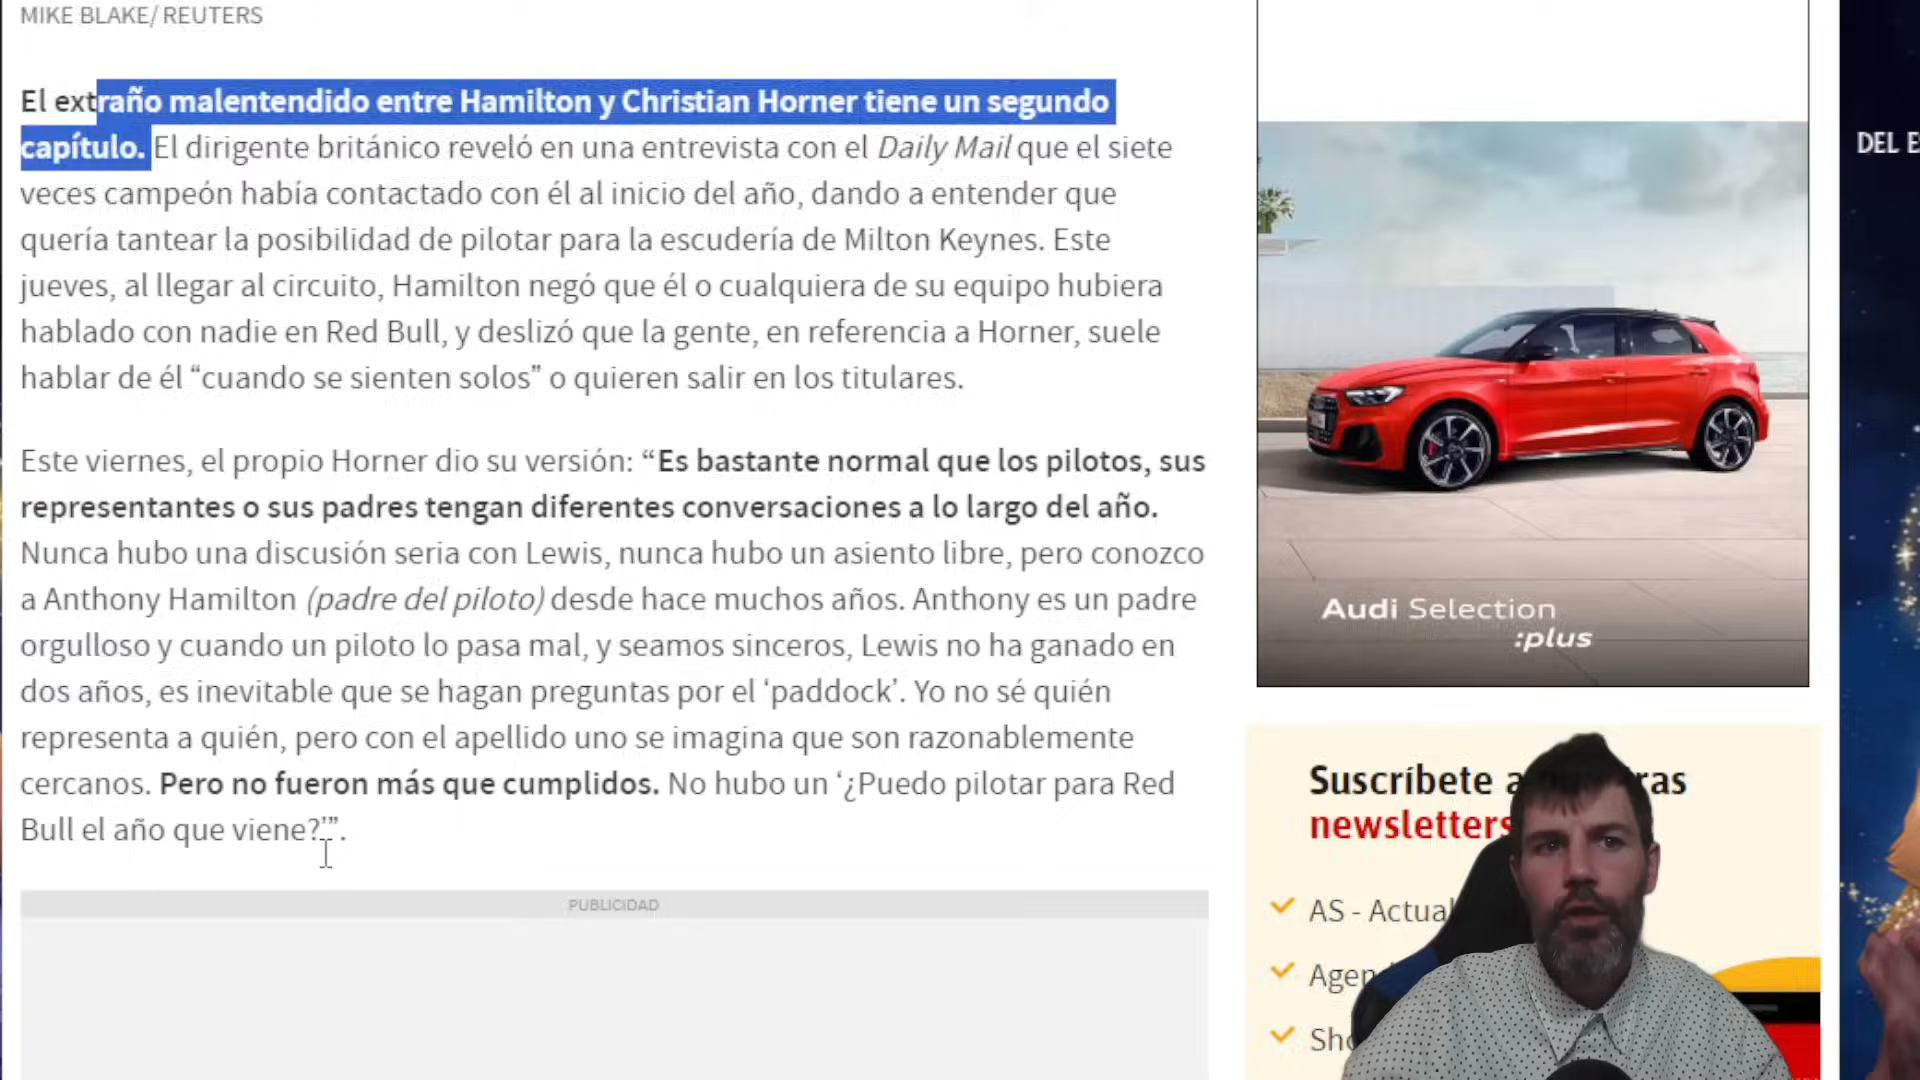 MIKE BLAKE/ REUTERS
El extraño malentendido entre Hamilton y Christian Horner tiene un segundo
capítulo. El dirigente británico reveló en una entrevista con el Daily Mail que el siete
veces campeón había contactado con él al inicio del año, dando a entender que
quería tantear la posibilidad de pilotar para la escudería de Milton Keynes. Este
jueves, al llegar al circuito, Hamilton negó que él o cualquiera de su equipo hubiera
hablado con nadie en Red Bull, y deslizó que la gente, en referencia a Horner, suele
hablar de él “cuando se sienten solos” o quieren salir en los titulares.
Este viernes, el propio Horner dio su versión: “Es bastante normal que los pilotos, sus
representantes o sus padres tengan diferentes conversaciones a lo largo del año.
Nunca hubo una discusión seria con Lewis, nunca hubo un asiento libre, pero conozco
a Anthony Hamilton (padre del piloto) desde hace muchos años. Anthony es un padre
orgulloso y cuando un piloto lo pasa mal, y seamos sinceros, Lewis no ha ganado en
dos años, es inevitable que se hagan preguntas por el ‘paddock’. Yo no sé quién
representa a quién, pero con el apellido uno se imagina que son razonablemente
cercanos. Pero no fueron más que cumplidos. No hubo un ‘¿Puedo pilotar para Red
Bull el año que viene?’”.
PUBLICIDAD
Audi Selection
:plus
Suscríbete a
newsletters
AS -
DEL